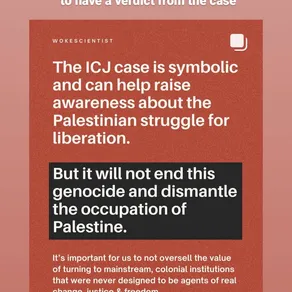 to have a verdict from the case
WOKESCIENTIST
The ICJ case is symbolic
and can help raise
awareness about the
Palestinian struggle for
liberation.
But it will not end this
genocide and dismantle
the occupation of
Palestine.
It's important for us to not oversell the value
of turning to mainstream, colonial institutions
that were never designed to be agents of real
change, justice & freedom